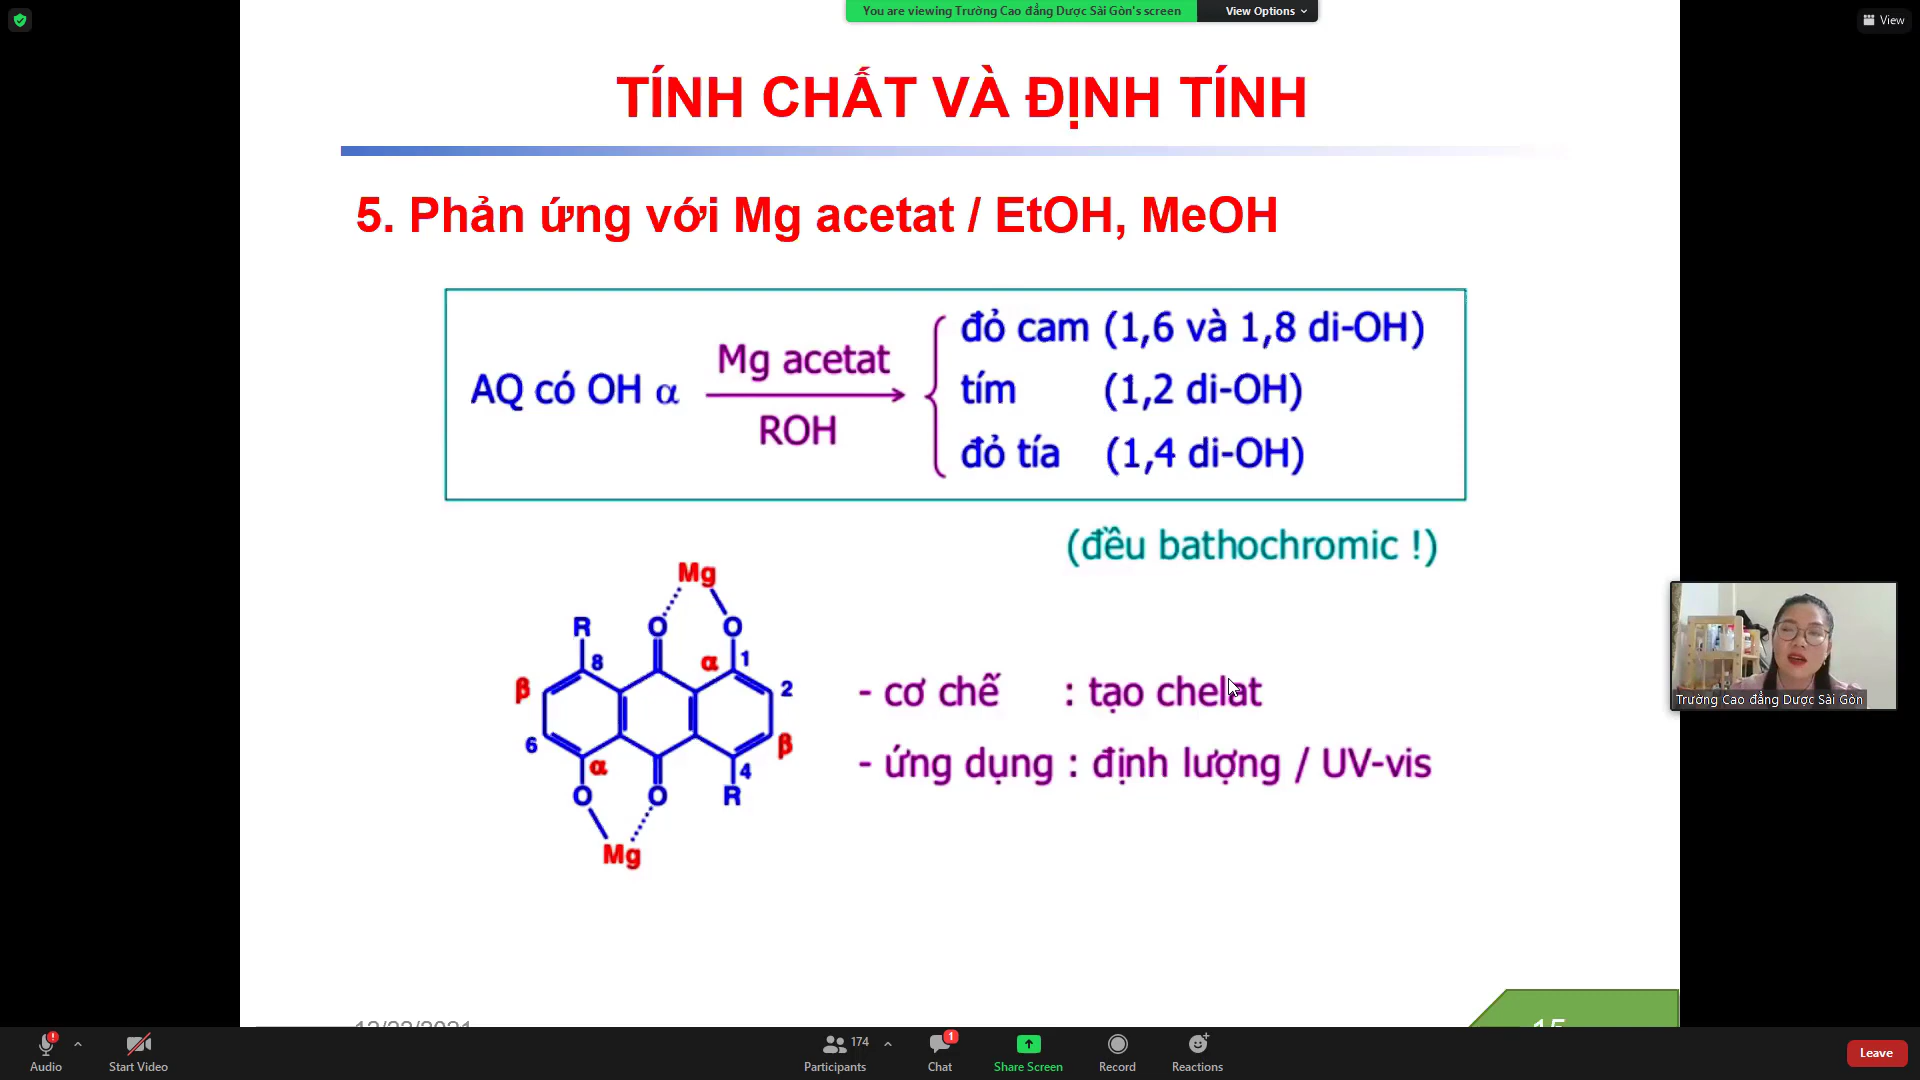 You are viewing Trường Cao đẳng Dược Sài Gòn's screen
View Options
View
TÍNH CHẤT VÀ ĐỊNH TÍNH
5. Phản ứng với Mg acetat / EtOH, MeOH
AQ có OH α
Mg acetat
ROH
đỏ cam (1,6 và 1,8 di-OH)
tím (1,2 di-OH)
đỏ tía (1,4 di-OH)
(đều bathochromic !)
Mg
R O O
8 α 1
β 2
6 β
α 4
O O R
Mg
- cơ chế : tạo chelat
- ứng dụng : định lượng / UV-vis
Trường Cao đẳng Dược Sài Gòn
15
Audio
Start Video
174
Participants
1
Chat
Share Screen
Record
Reactions
Leave